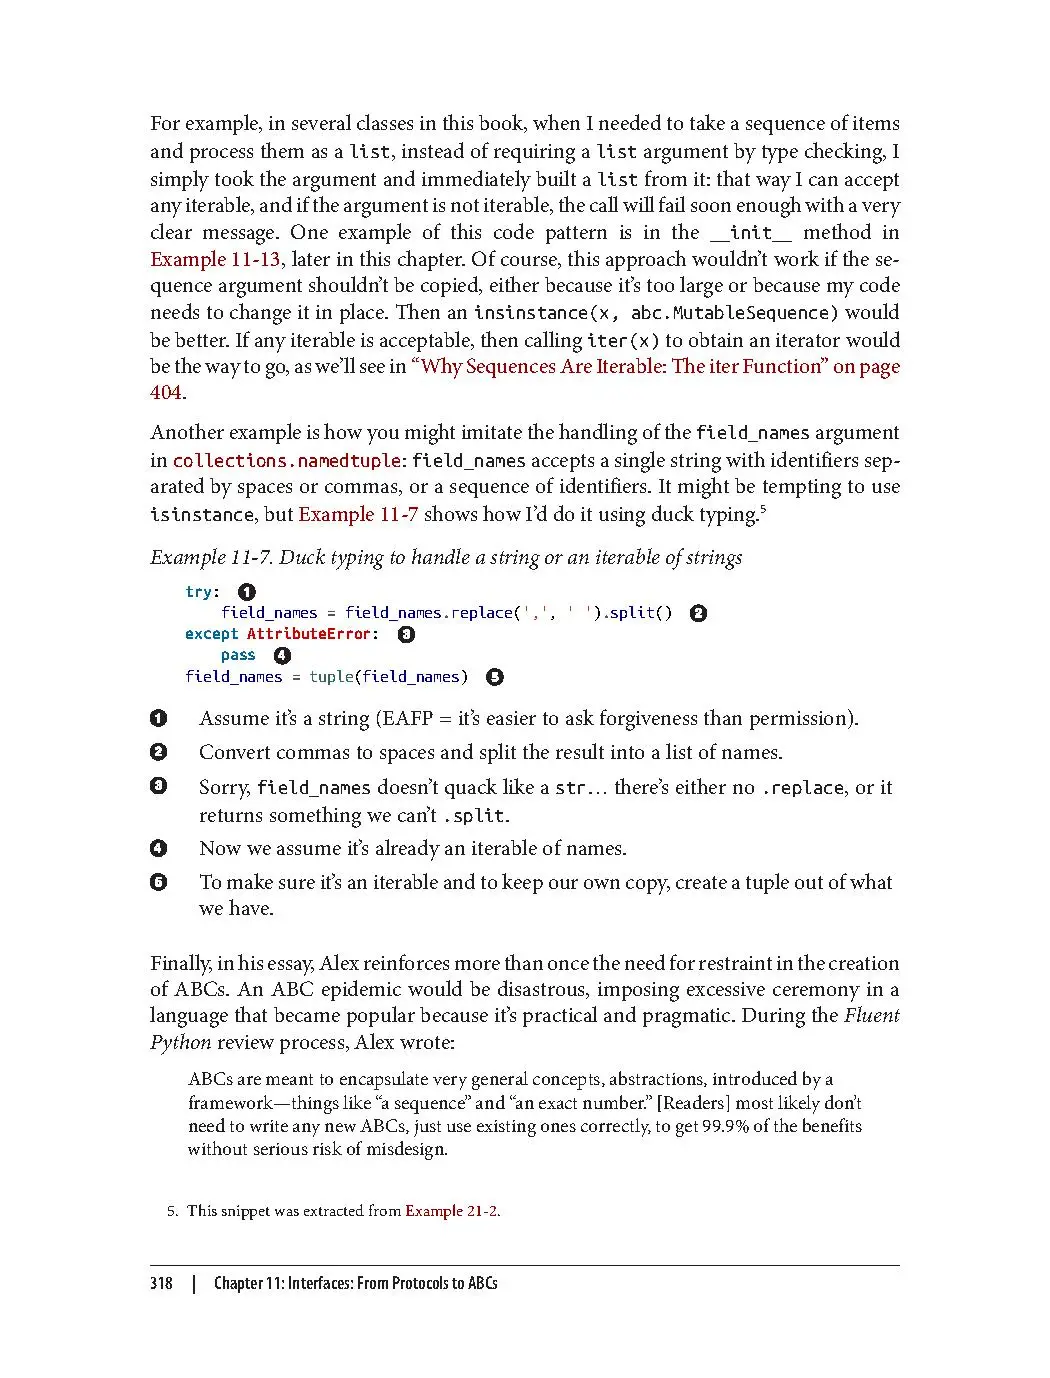 For example, in several classes in this book, when I needed to take a sequence of items
and process them as a list, instead of requiring a list argument by type checking, I
simply took the argument and immediately built a list from it: that way I can accept
any iterable, and if the argument is not iterable, the call will fail soon enough with a very
clear message. One example of this code pattern is in the __init__ method in
Example 11-13, later in this chapter. Of course, this approach wouldn’t work if the se-
quence argument shouldn’t be copied, either because it’s too large or because my code
needs to change it in place. Then an insinstance(x, abc.MutableSequence) would
be better. If any iterable is acceptable, then calling iter(x) to obtain an iterator would
be the way to go, as we’ll see in “Why Sequences Are Iterable: The iter Function” on page
404.
Another example is how you might imitate the handling of the field_names argument
in collections.namedtuple: field_names accepts a single string with identifiers sep-
arated by spaces or commas, or a sequence of identifiers. It might be tempting to use
isinstance, but Example 11-7 shows how I’d do it using duck typing.5
Example 11-7. Duck typing to handle a string or an iterable of strings
try: ❶
    field_names = field_names.replace(',', ' ').split() ❷
except AttributeError: ❸
    pass ❹
field_names = tuple(field_names) ❺
❶ Assume it’s a string (EAFP = it’s easier to ask forgiveness than permission).
❷ Convert commas to spaces and split the result into a list of names.
❸ Sorry, field_names doesn’t quack like a str… there’s either no .replace, or it
returns something we can’t .split.
❹ Now we assume it’s already an iterable of names.
❺ To make sure it’s an iterable and to keep our own copy, create a tuple out of what
we have.
Finally, in his essay, Alex reinforces more than once the need for restraint in the creation
of ABCs. An ABC epidemic would be disastrous, imposing excessive ceremony in a
language that became popular because it’s practical and pragmatic. During the Fluent
Python review process, Alex wrote:
ABCs are meant to encapsulate very general concepts, abstractions, introduced by a
framework—things like “a sequence” and “an exact number.” [Readers] most likely don’t
need to write any new ABCs, just use existing ones correctly, to get 99.9% of the benefits
without serious risk of misdesign.
5. This snippet was extracted from Example 21-2.
318 | Chapter 11: Interfaces: From Protocols to ABCs